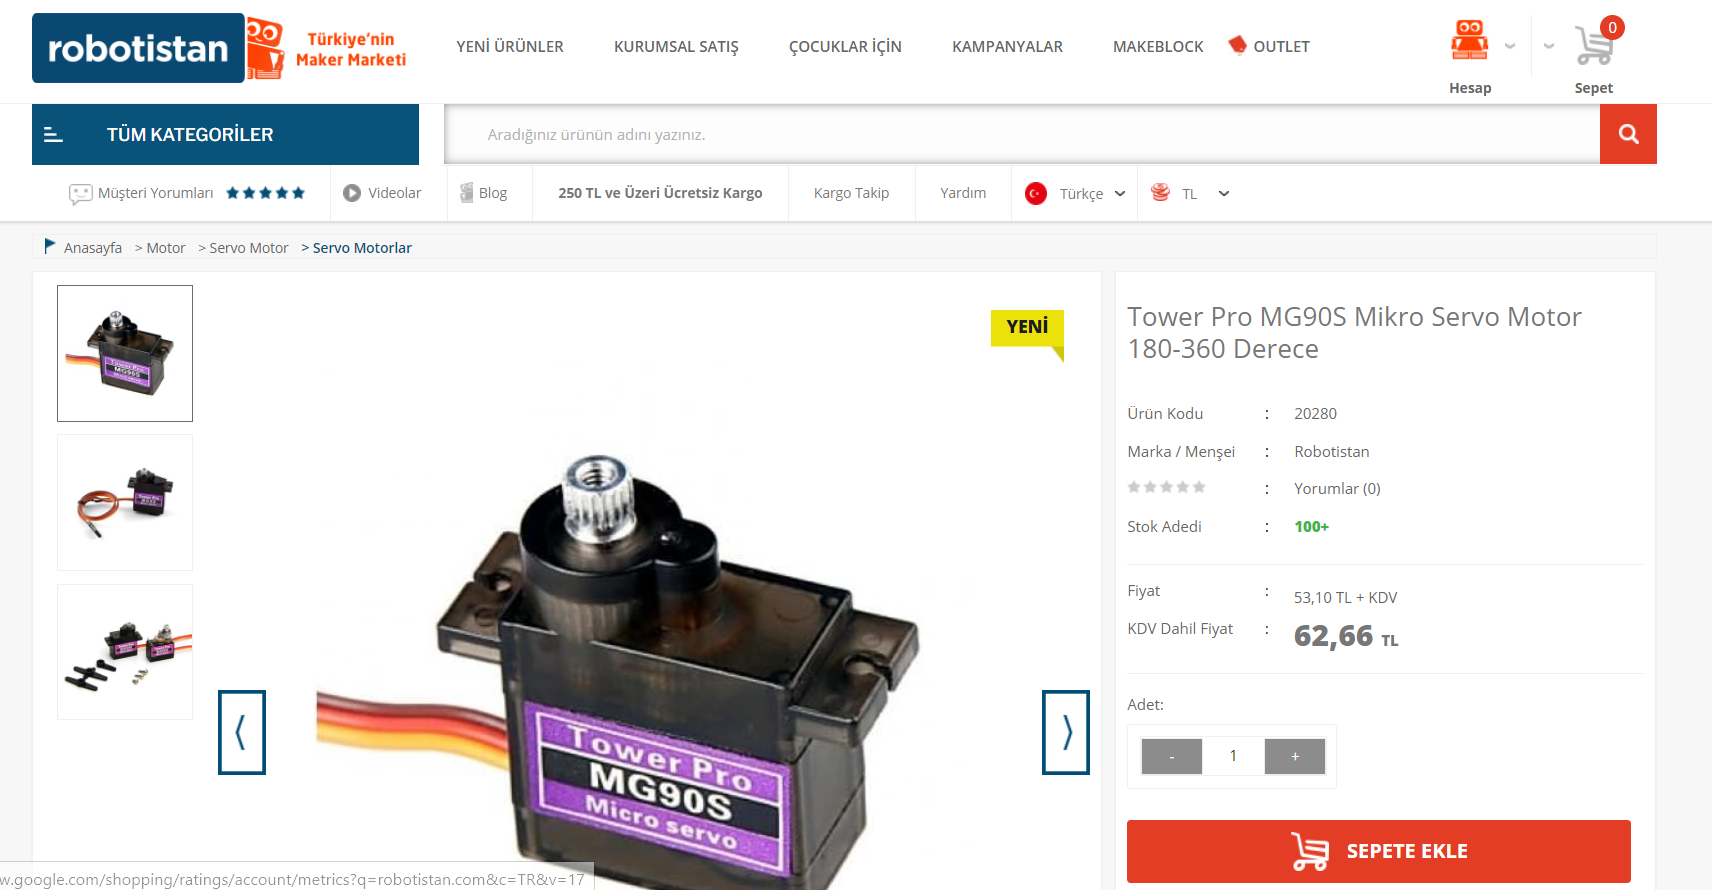 robotistan
Türkiye'nin
Maker Marketi
YENİ ÜRÜNLER
KURUMSAL SATIŞ
ÇOCUKLAR İÇİN
KAMPANYALAR
MAKEBLOCK
OUTLET
0
Hesap
Sepet
TÜM KATEGORİLER
Aradığınız ürünün adını yazınız.
Müşteri Yorumları
Videolar
Blog
250 TL ve Üzeri Ücretsiz Kargo
Kargo Takip
Yardım
Türkçe
TL
Anasayfa > Motor > Servo Motor > Servo Motorlar
YENİ
Tower Pro
MG90S
Micro servo
Tower Pro MG90S Mikro Servo Motor
180-360 Derece
Ürün Kodu : 20280
Marka / Menşei : Robotistan
: Yorumlar (0)
Stok Adedi : 100+
Fiyat : 53,10 TL + KDV
KDV Dahil Fiyat : 62,66 TL
Adet:
- 1 +
SEPETE EKLE
w.google.com/shopping/ratings/account/metrics?q=robotistan.com&c=TR&v=17